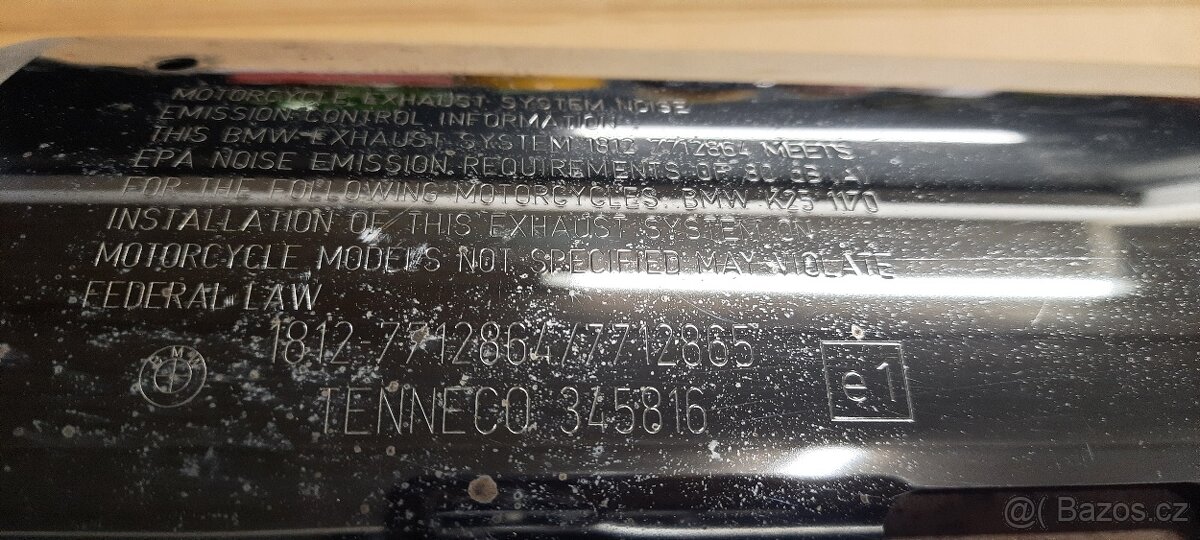 MOTORCYCLE EXHAUST SYSTEM NOISE
EMISSION CONTROL INFORMATION
THIS BMW EXHAUST SYSTEM 1812 7712864 MEETS
EPA NOISE EMISSION REQUIREMENTS OF 80 dB (A)
FOR THE FOLLOWING MOTORCYCLES: BMW K25 1170
INSTALLATION OF THIS EXHAUST SYSTEM ON
MOTORCYCLE MODELS NOT SPECIFIED MAY VIOLATE
FEDERAL LAW
1812-7712864/7712865
BMW
TENNECO 345816
e1
@( Bazos.cz